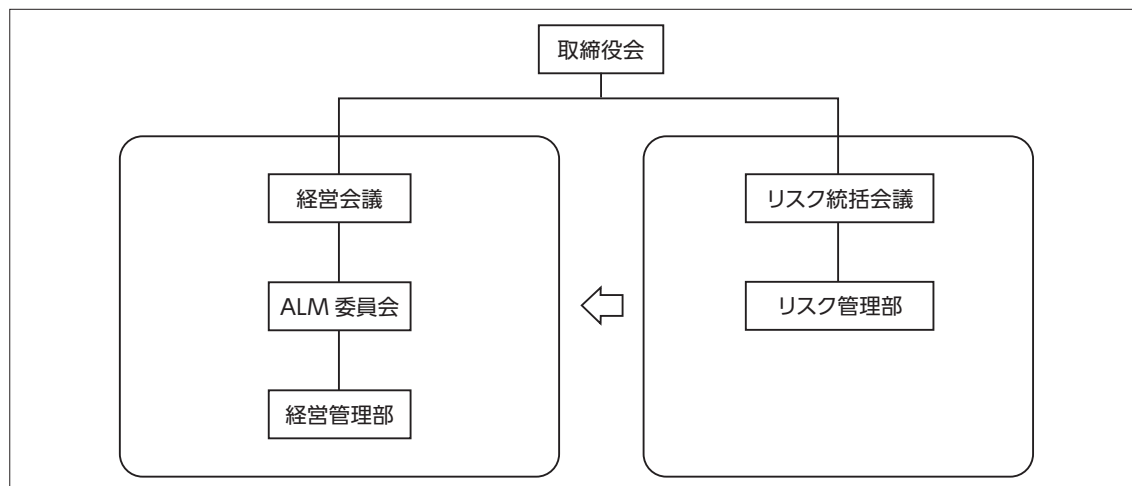 取締役会
経営会議
ALM 委員会
経営管理部
リスク統括会議
リスク管理部